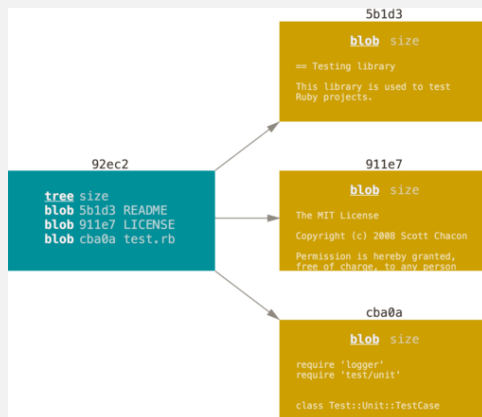 92ec2
tree size
blob 5b1d3 README
blob 911e7 LICENSE
blob cba0a test.rb
5b1d3
blob size
== Testing library
This library is used to test
Ruby projects.
911e7
blob size
The MIT License
Copyright (c) 2008 Scott Chacon
Permission is hereby granted,
free of charge, to any person
cba0a
blob size
require 'logger'
require 'test/unit'
class Test::Unit::TestCase